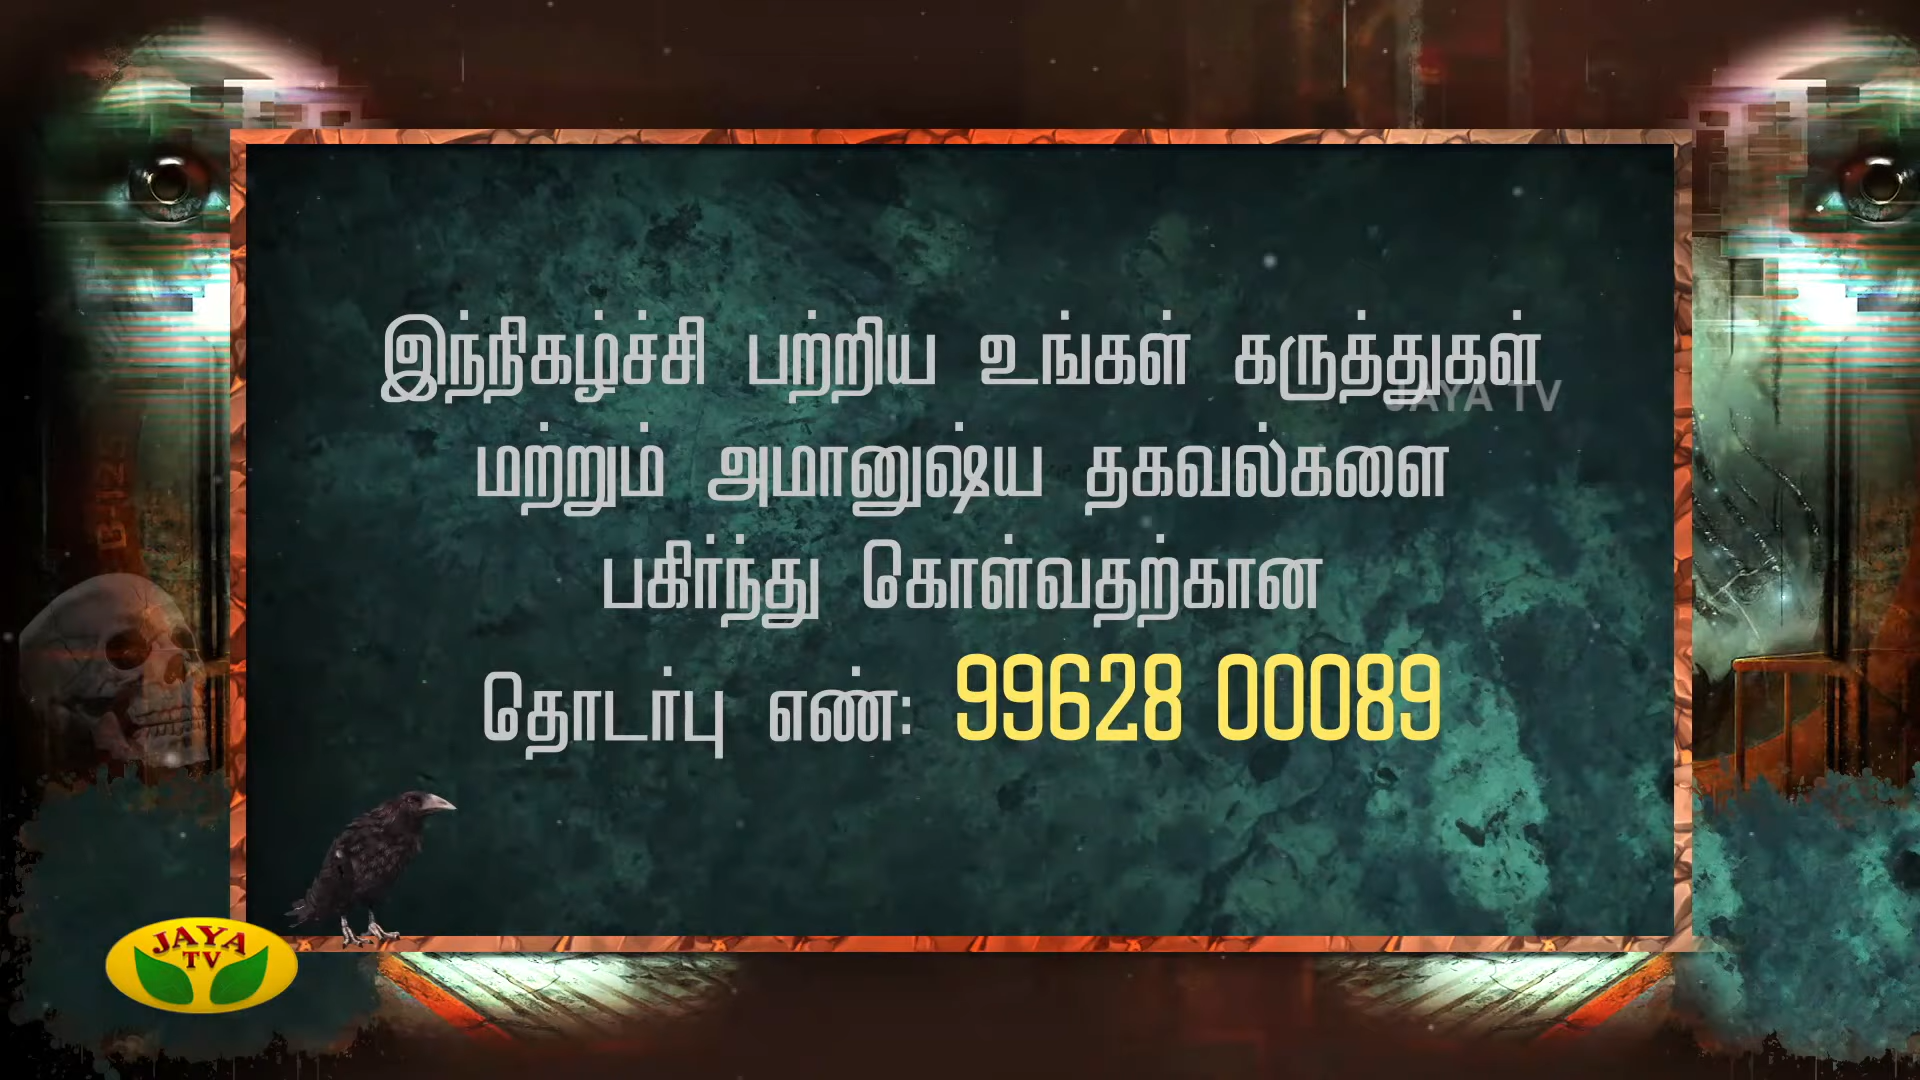 இந்நிகழ்ச்சி பற்றிய உங்கள் கருத்துகள்
JAYA TV
மற்றும் அமானுஷ்ய தகவல்களை
பகிர்ந்து கொள்வதற்கான
தொடர்பு எண்: 99628 00089
JAYA
TV